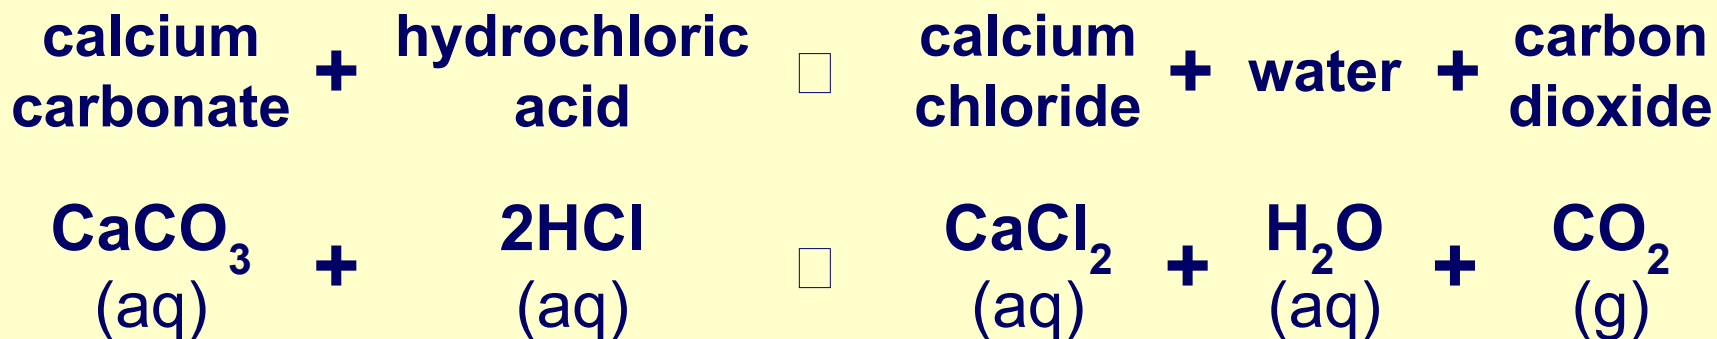 calcium carbonate + hydrochloric acid □ calcium chloride + water + carbon dioxide
CaCO₃ + 2HCl □ CaCl₂ + H₂O + CO₂
(aq) (aq) (aq) (aq) (g)